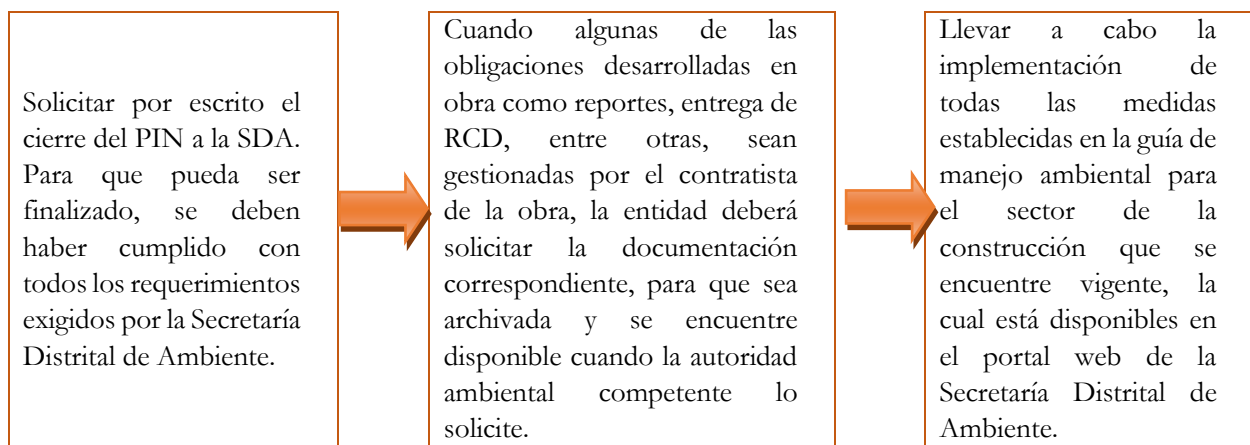 Solicitar por escrito el
cierre del PIN a la SDA.
Para que pueda ser
finalizado, se deben
haber cumplido con
todos los requerimientos
exigidos por la Secretaría
Distrital de Ambiente.
Cuando algunas de las
obligaciones desarrolladas en
obra como reportes, entrega de
RCD, entre otras, sean
gestionadas por el contratista
de la obra, la entidad deberá
solicitar la documentación
correspondiente, para que sea
archivada y se encuentre
disponible cuando la autoridad
ambiental competente lo
solicite.
Llevar a cabo la
implementación de
todas las medidas
establecidas en la guía de
manejo ambiental para
el sector de la
construcción que se
encuentre vigente, la
cual está disponibles en
el portal web de la
Secretaría Distrital de
Ambiente.